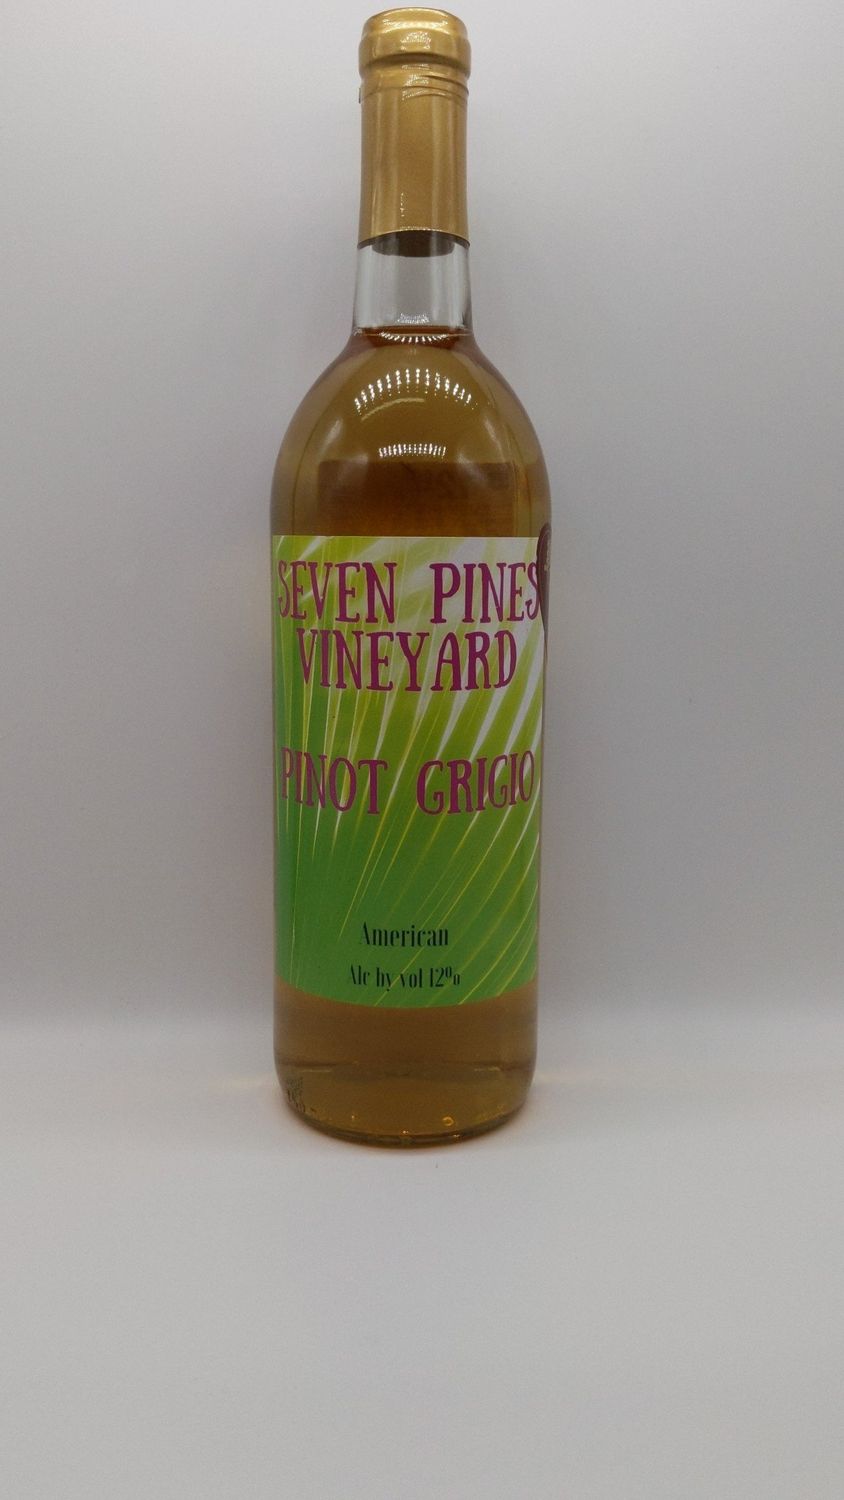 SEVEN PINES
VINEYARD
PINOT GRIGIO
American
Alc by vol 12%